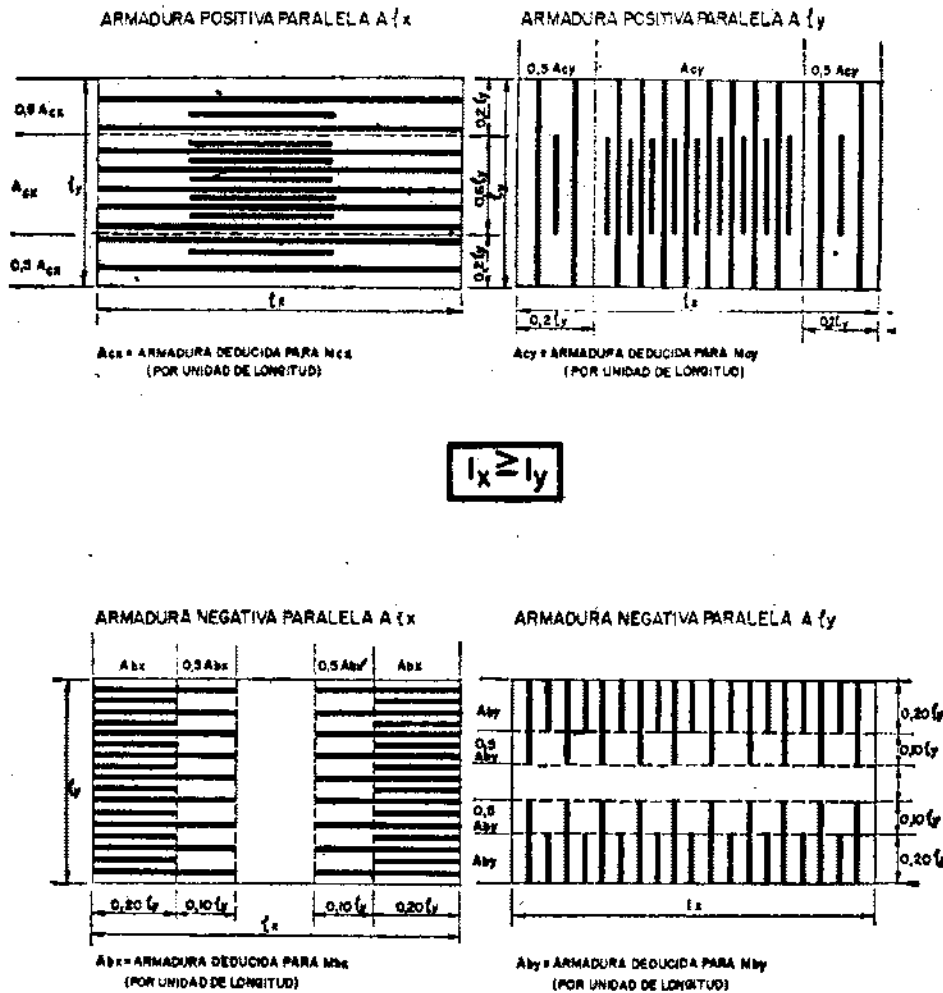 ARMADURA POSITIVA PARALELA A ℓx
0,5 Acx
Acx
0,5 Acx
ℓy
0,2 ℓy
0,6 ℓy
ℓy
0,2 ℓy
ℓx
Acx = ARMADURA DEDUCIDA PARA Mcx
(POR UNIDAD DE LONGITUD)
ARMADURA POSITIVA PARALELA A ℓy
0,5 Acy
Acy
0,5 Acy
ℓx
0,2 ℓy
0,2 ℓy
Acy = ARMADURA DEDUCIDA PARA Mcy
(POR UNIDAD DE LONGITUD)
lx ≥ ly
ARMADURA NEGATIVA PARALELA A ℓx
Abx
0,5 Abx
0,5 Abx
Abx
ℓy
0,20 ℓy
0,10 ℓy
0,10 ℓy
0,20 ℓy
ℓx
Abx = ARMADURA DEDUCIDA PARA Mbx
(POR UNIDAD DE LONGITUD)
ARMADURA NEGATIVA PARALELA A ℓy
Aby
0,5
Aby
0,5
Aby
Aby
0,20 ℓy
0,10 ℓy
0,10 ℓy
0,20 ℓy
ℓx
Aby = ARMADURA DEDUCIDA PARA Mby
(POR UNIDAD DE LONGITUD)